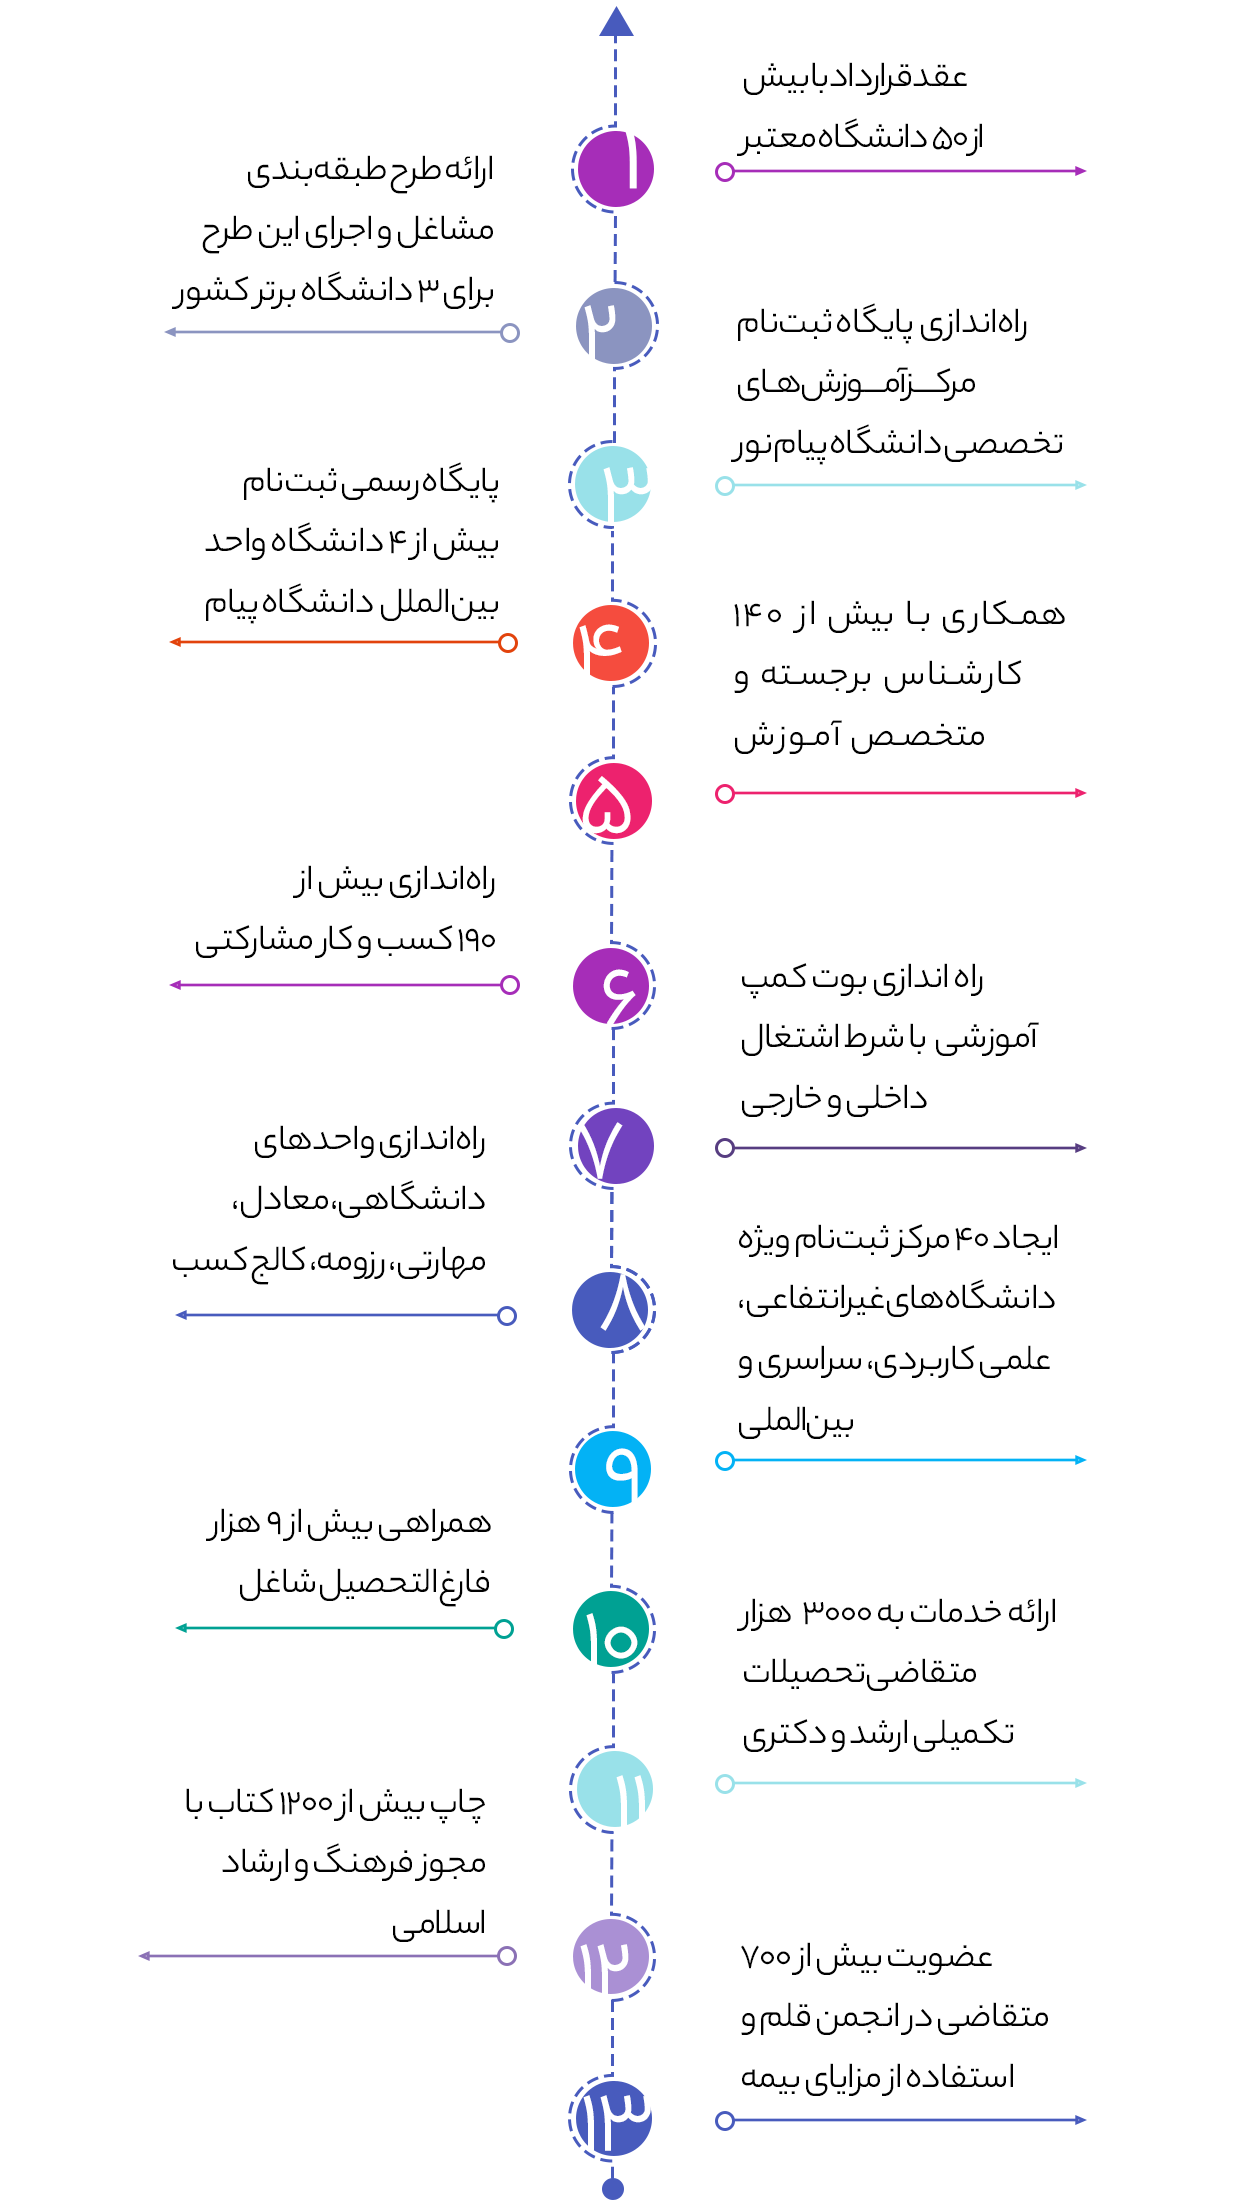 ۱
عقد قرارداد با بیش
از ۵۰ دانشگاه معتبر
۲
ارائه طرح طبقه‌بندی
مشاغل و اجرای این طرح
برای ۳ دانشگاه برتر کشور
۳
راه‌اندازی پایگاه ثبت‌نام
مرکــز آمــوزش‌هــای
تخصصی دانشگاه پیام نور
۴
پایگاه رسمی ثبت‌نام
بیش از ۴ دانشگاه واحد
بین‌الملل دانشگاه پیام
۵
همـکاری بـا بیش از ۱۴۰
کارشـناس برجسـته و
متخصـص آمـوزش
۶
راه‌اندازی بیش از
۱۹۰ کسب و کار مشارکتی
۷
راه اندازی بوت کمپ
آموزشی با شرط اشتغال
داخلی و خارجی
۸
راه‌اندازی واحدهای
دانشگاهی، معادل،
مهارتی، رزومه، کالج کسب
۹
ایجاد ۴۰ مرکز ثبت‌نام ویژه
دانشگاه‌های غیرانتفاعی،
علمی کاربردی، سراسری و
بین‌المللی
۱۰
همراهی بیش از ۹ هزار
فارغ‌التحصیل شاغل
۱۱
ارائه خدمات به ۳۰۰۰ هزار
متقاضی تحصیلات
تکمیلی ارشد و دکتری
۱۲
چاپ بیش از ۱۲۰۰ کتاب با
مجوز فرهنگ و ارشاد
اسلامی
۱۳
عضویت بیش از ۷۰۰
متقاضی در انجمن قلم و
استفاده از مزایای بیمه